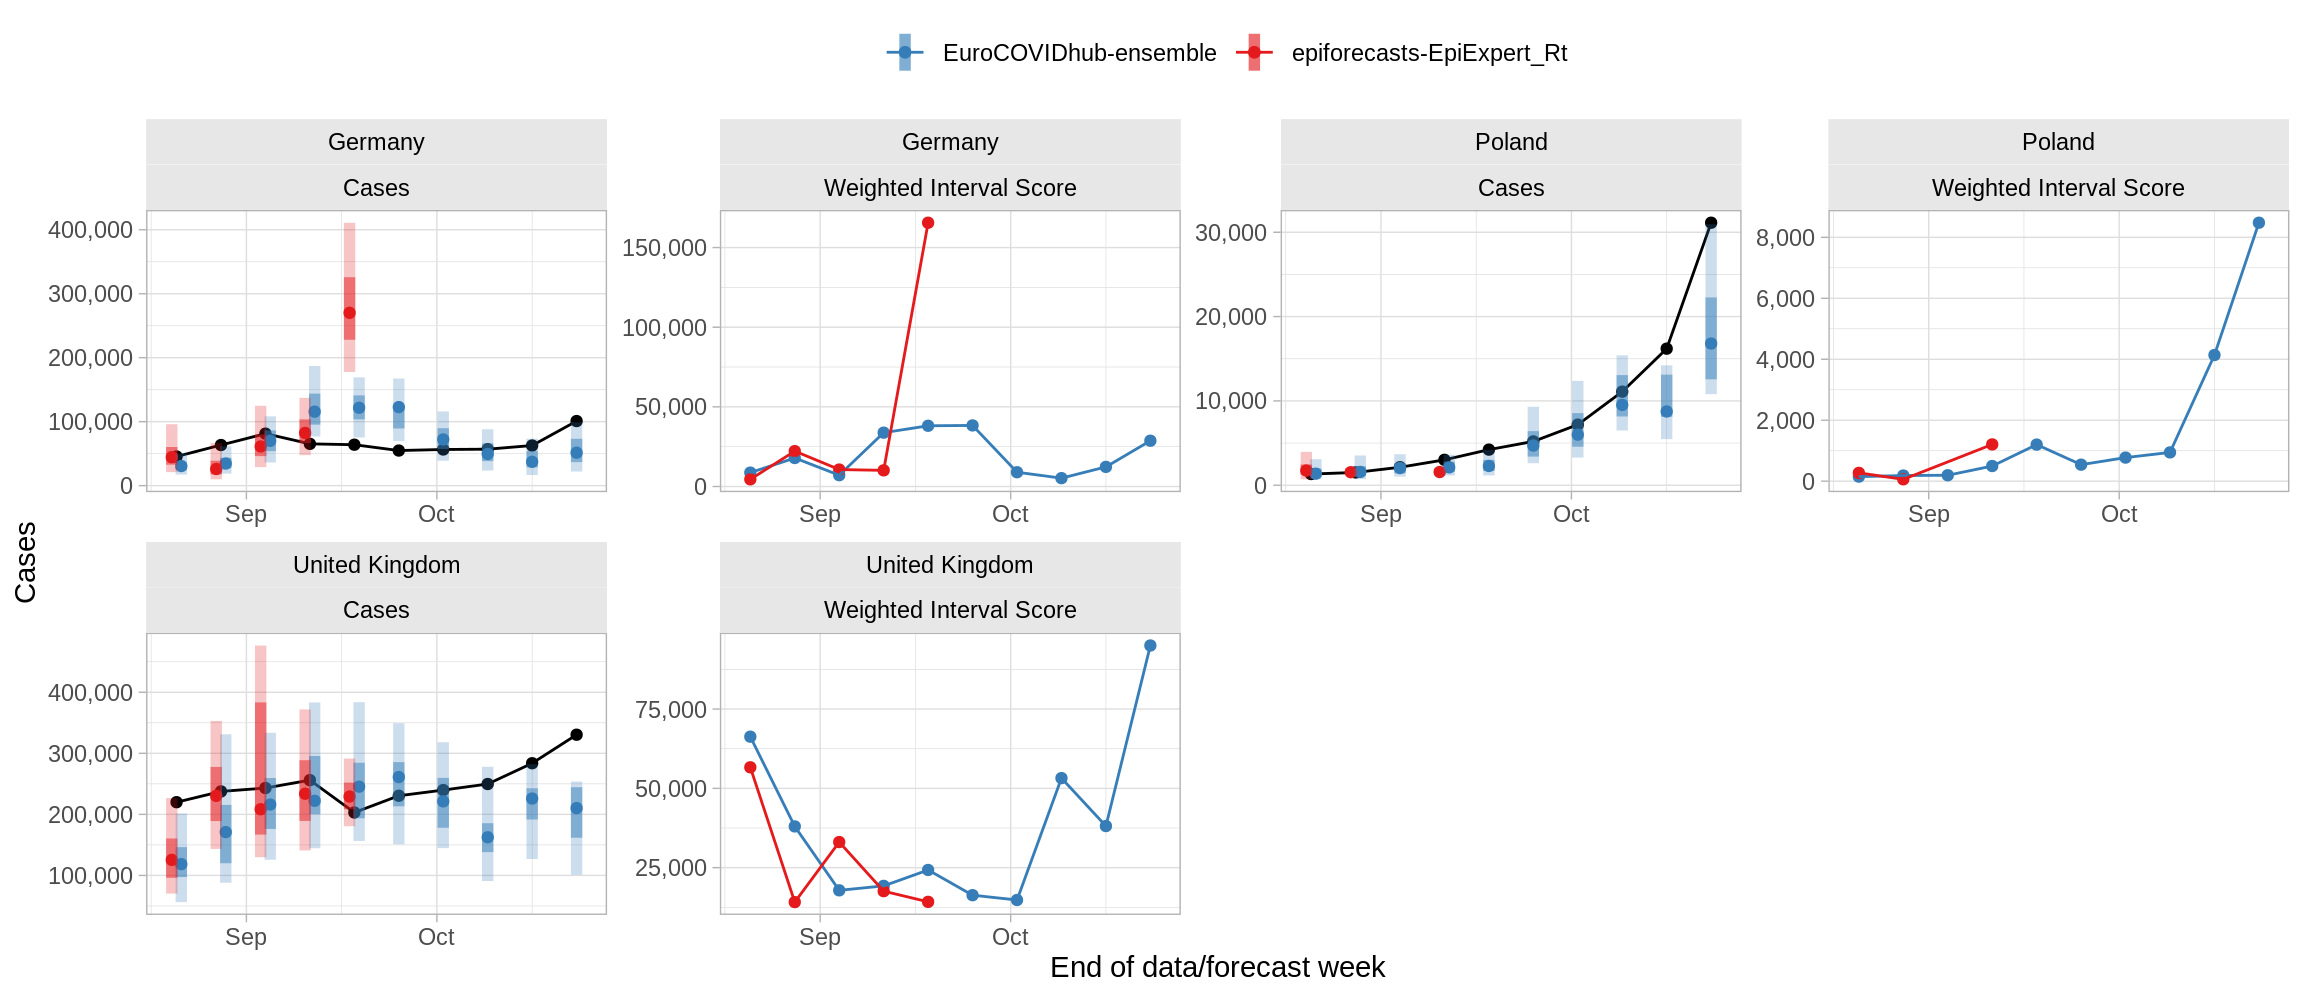 EuroCOVIDhub-ensemble epiforecasts-EpiExpert_Rt
Germany
Cases
400,000
300,000
200,000
100,000
0
Sep Oct
Germany
Weighted Interval Score
150,000
100,000
50,000
0
Sep Oct
Poland
Cases
30,000
20,000
10,000
0
Sep Oct
Poland
Weighted Interval Score
8,000
6,000
4,000
2,000
0
Sep Oct
Cases
United Kingdom
Cases
400,000
300,000
200,000
100,000
Sep Oct
United Kingdom
Weighted Interval Score
75,000
50,000
25,000
Sep Oct
End of data/forecast week